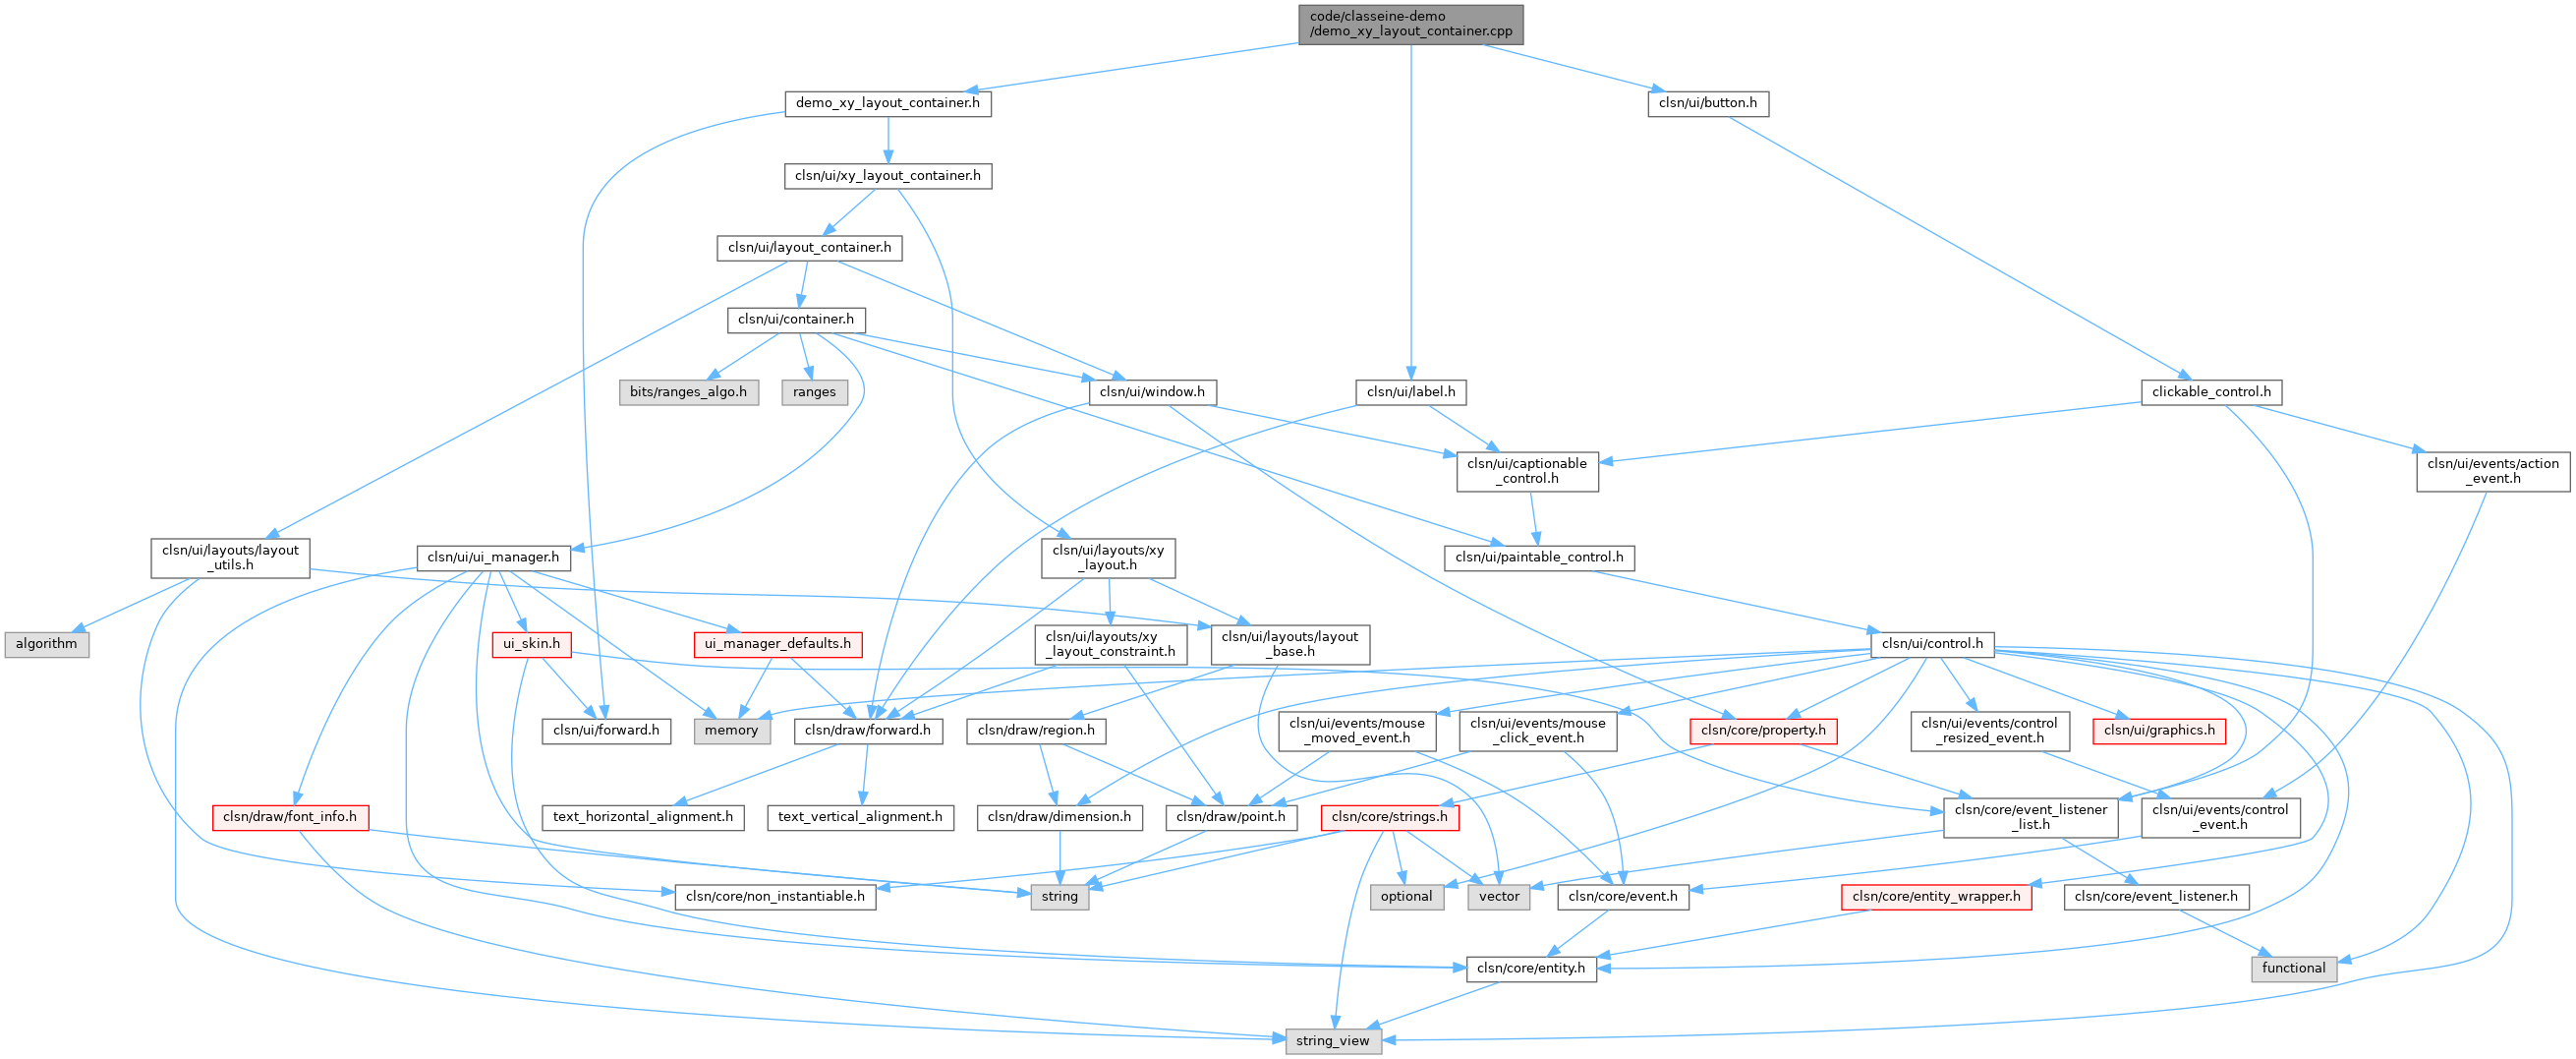 code/classeine-demo
/demo_xy_layout_container.cpp
demo_xy_layout_container.h
clsn/ui/button.h
clsn/ui/xy_layout_container.h
clsn/ui/layout_container.h
clsn/ui/container.h
bits/ranges_algo.h
ranges
clsn/ui/window.h
clsn/ui/label.h
clickable_control.h
clsn/ui/captionable
_control.h
clsn/ui/events/action
_event.h
clsn/ui/layouts/layout
_utils.h
clsn/ui/ui_manager.h
clsn/ui/layouts/xy
_layout.h
clsn/ui/paintable_control.h
algorithm
ui_skin.h
ui_manager_defaults.h
clsn/ui/layouts/xy
_layout_constraint.h
clsn/ui/layouts/layout
_base.h
clsn/ui/control.h
clsn/ui/forward.h
memory
clsn/draw/forward.h
clsn/draw/region.h
clsn/ui/events/mouse
_moved_event.h
clsn/ui/events/mouse
_click_event.h
clsn/core/property.h
clsn/ui/events/control
_resized_event.h
clsn/ui/graphics.h
clsn/draw/font_info.h
text_horizontal_alignment.h
text_vertical_alignment.h
clsn/draw/dimension.h
clsn/draw/point.h
clsn/core/strings.h
clsn/core/event_listener
_list.h
clsn/ui/events/control
_event.h
clsn/core/non_instantiable.h
string
optional
vector
clsn/core/event.h
clsn/core/entity_wrapper.h
clsn/core/event_listener.h
clsn/core/entity.h
functional
string_view